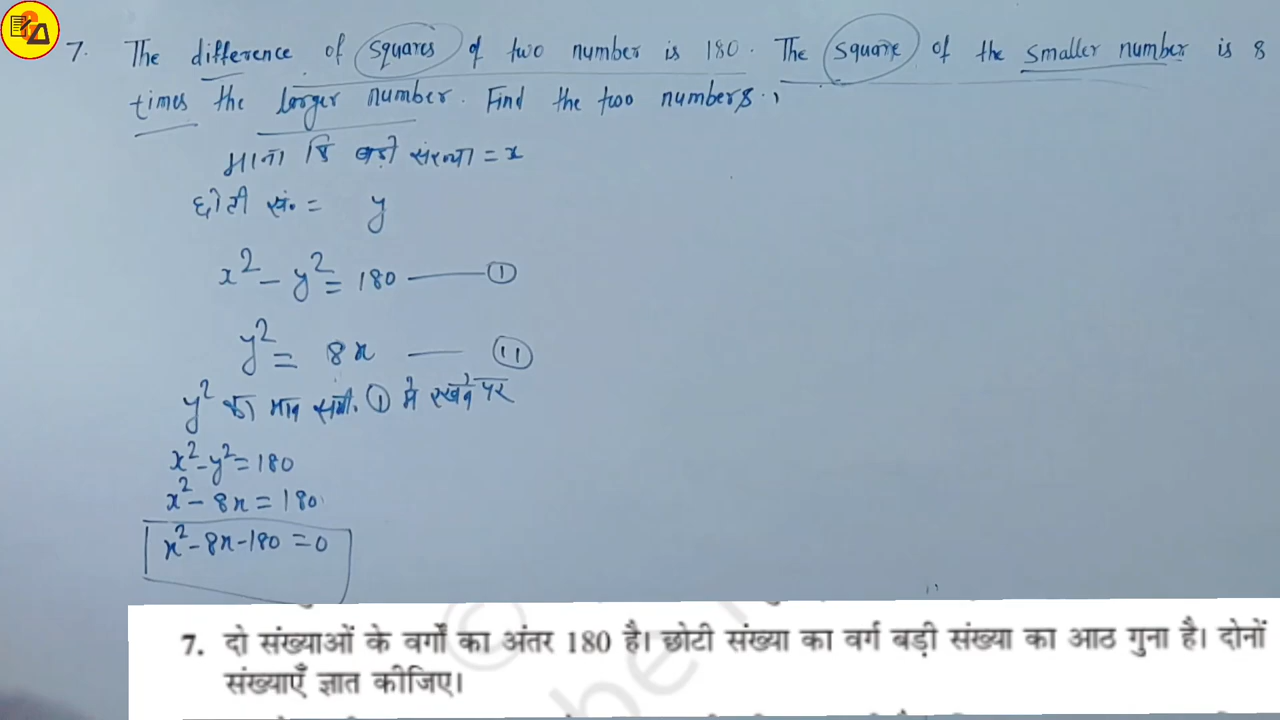 7. The difference of squares of two number is 180. The square of the smaller number is 8
times the larger number. Find the two numbers.
माना कि बड़ी संख्या = x
छोटी सं. = y
x² - y² = 180 —— ①
y² = 8x —— ⑪
y² का मान समी. ① में रखने पर
x² - y² = 180
x² - 8x = 180
x² - 8x - 180 = 0
7. दो संख्याओं के वर्गों का अंतर 180 है। छोटी संख्या का वर्ग बड़ी संख्या का आठ गुना है। दोनों
संख्याएँ ज्ञात कीजिए।